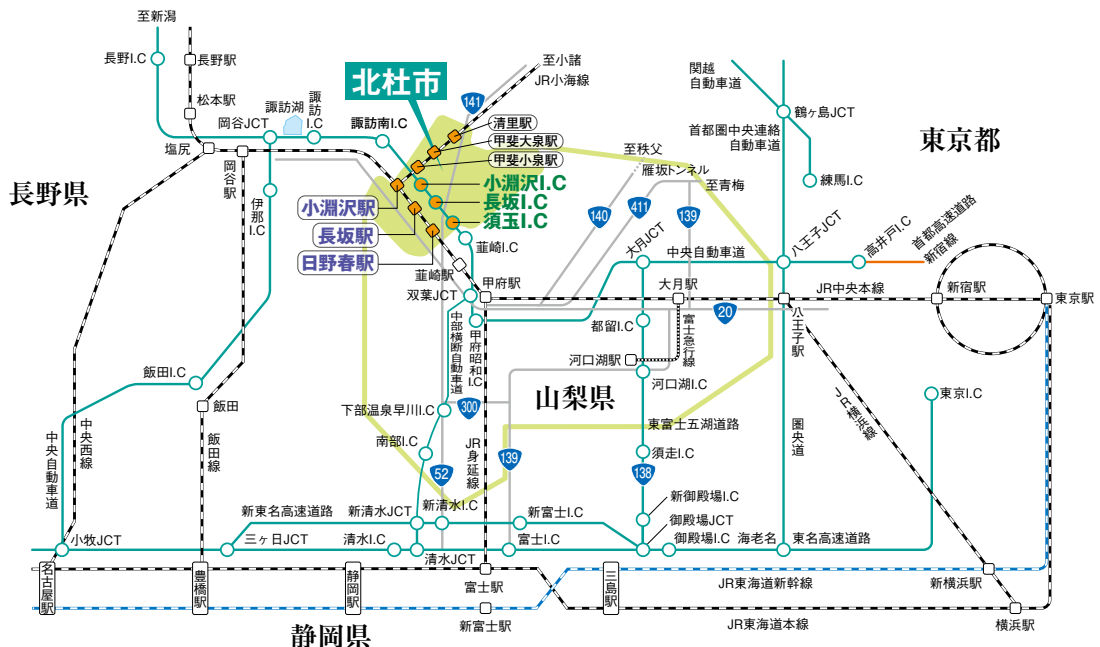 至新潟
長野I.C
長野駅
松本駅
岡谷JCT
諏訪湖
諏訪I.C
諏訪南I.C
塩尻
岡谷駅
伊那I.C
長野県
北杜市
141
至小諸
JR小海線
清里駅
甲斐大泉駅
甲斐小泉駅
小淵沢I.C
長坂I.C
須玉I.C
小淵沢駅
長坂駅
日野春駅
韮崎I.C
韮崎駅
双葉JCT
甲府駅
甲府昭和I.C
中部横断自動車道
至秩父
雁坂トンネル
至青梅
140
411
139
大月JCT
中央自動車道
関越
自動車道
鶴ヶ島JCT
首都圏中央連絡
自動車道
練馬I.C
東京都
八王子JCT
高井戸I.C
首都高速道路
新宿線
大月駅
JR中央本線
新宿駅
東京駅
20
八王子駅
都留I.C
富士急行線
河口湖駅
河口湖I.C
山梨県
東富士五湖道路
須走I.C
138
新御殿場I.C
御殿場JCT
御殿場I.C
海老名
東名高速道路
圏央道
JR横浜線
東京I.C
飯田I.C
飯田
飯田線
中央西線
中央自動車道
下部温泉早川I.C
300
南部I.C
52
JR身延線
139
新東名高速道路
新清水JCT
新清水I.C
新富士I.C
小牧JCT
三ヶ日JCT
清水I.C
清水JCT
富士I.C
名古屋駅
豊橋駅
静岡駅
富士駅
三島駅
JR東海道新幹線
新横浜駅
新富士駅
JR東海道本線
横浜駅
静岡県